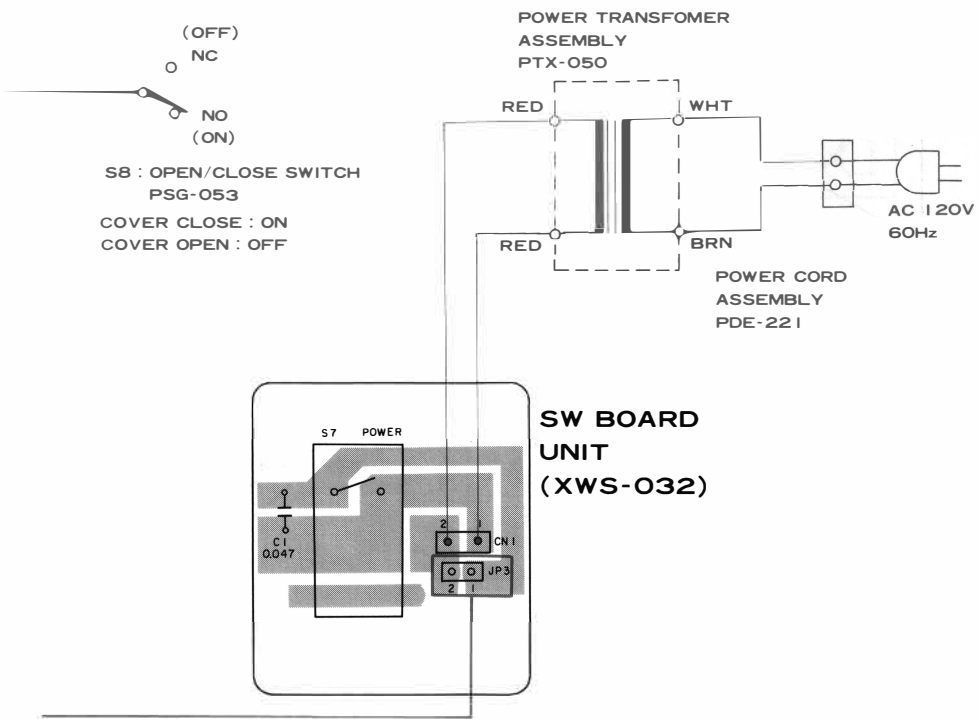 (OFF)
NC
NO
(ON)
S8 : OPEN/CLOSE SWITCH
PSG-053
COVER CLOSE : ON
COVER OPEN : OFF
POWER TRANSFOMER
ASSEMBLY
PTX-050
RED
WHT
RED
BRN
AC 120V
60Hz
POWER CORD
ASSEMBLY
PDE-221
SW BOARD
UNIT
(XWS-032)
S7 POWER
C1
0.047
2 1
CN1
JP3
2 1